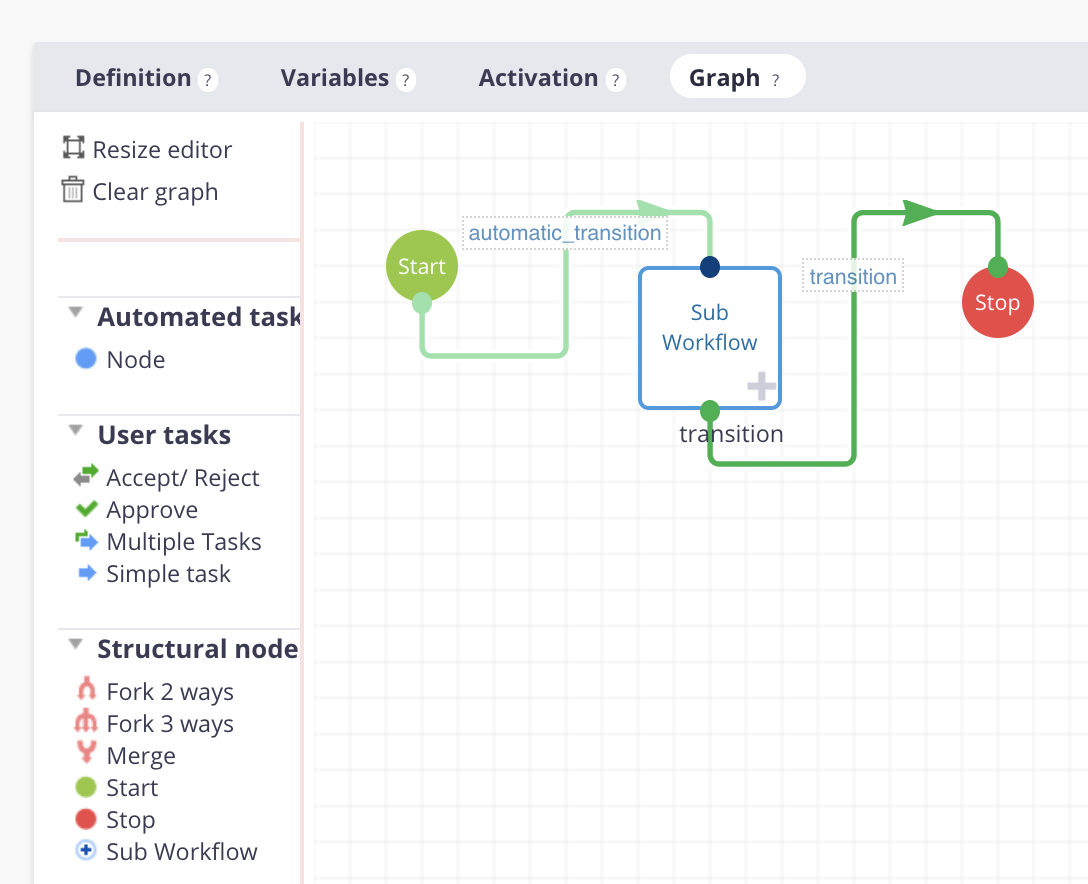 Definition ?
Variables ?
Activation ?
Graph ?
Resize editor
Clear graph
Automated task
Node
User tasks
Accept/ Reject
Approve
Multiple Tasks
Simple task
Structural node
Fork 2 ways
Fork 3 ways
Merge
Start
Stop
Sub Workflow
Start
automatic_transition
Sub
Workflow
transition
transition
Stop